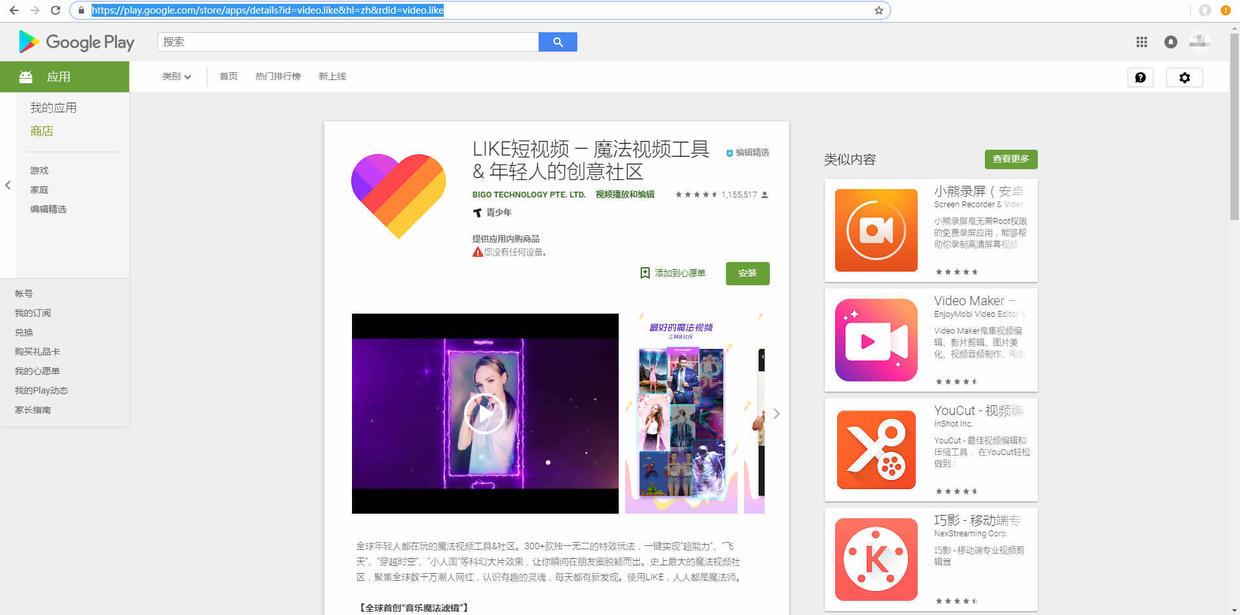 https://play.google.com/store/apps/details?id=video.like&hl=zh&rdid=video.like
Google Play
搜索
应用
类别
首页
热门排行榜
新上线
我的应用
商店
游戏
家庭
编辑精选
帐号
我的订阅
兑换
购买礼品卡
我的心愿单
我的Play动态
家长指南
LIKE短视频 — 魔法视频工具
& 年轻人的创意社区
编辑精选
BIGO TECHNOLOGY PTE. LTD. 视频播放和编辑
1,155,517
青少年
提供应用内购商品
您没有任何设备。
添加到心愿单
安装
最好的魔法视频
工具&社区
全球年轻人都在玩的魔法视频工具&社区。300+款独一无二的特效玩法，一键实现"超能力"、"飞
天"、"穿越时空"、"小人国"等科幻大片效果，让你瞬间在朋友圈脱颖而出。史上最大的魔法视频社
区，聚集全球数千万潮人网红，认识有趣的灵魂，每天都有新发现。使用LIKE，人人都是魔法师。
【全球首创"音乐魔法滤镜"】
类似内容
查看更多
小熊录屏（安卓
Screen Recorder & Video
小熊录屏是无需Root权限
的免费录屏应用，能够帮
助你录制高清屏幕视频
Video Maker –
EnjoyMobi Video Editor &
Video Maker是集视频编
辑、影片剪辑、图片美
化、视频音频制作、电影
YouCut - 视频编
InShot Inc.
YouCut - 最佳视频编辑和
压缩工具， 在YouCut轻松
做到：
巧影 - 移动端专
NexStreaming Corp.
巧影 - 移动端专业视频剪
辑器
K